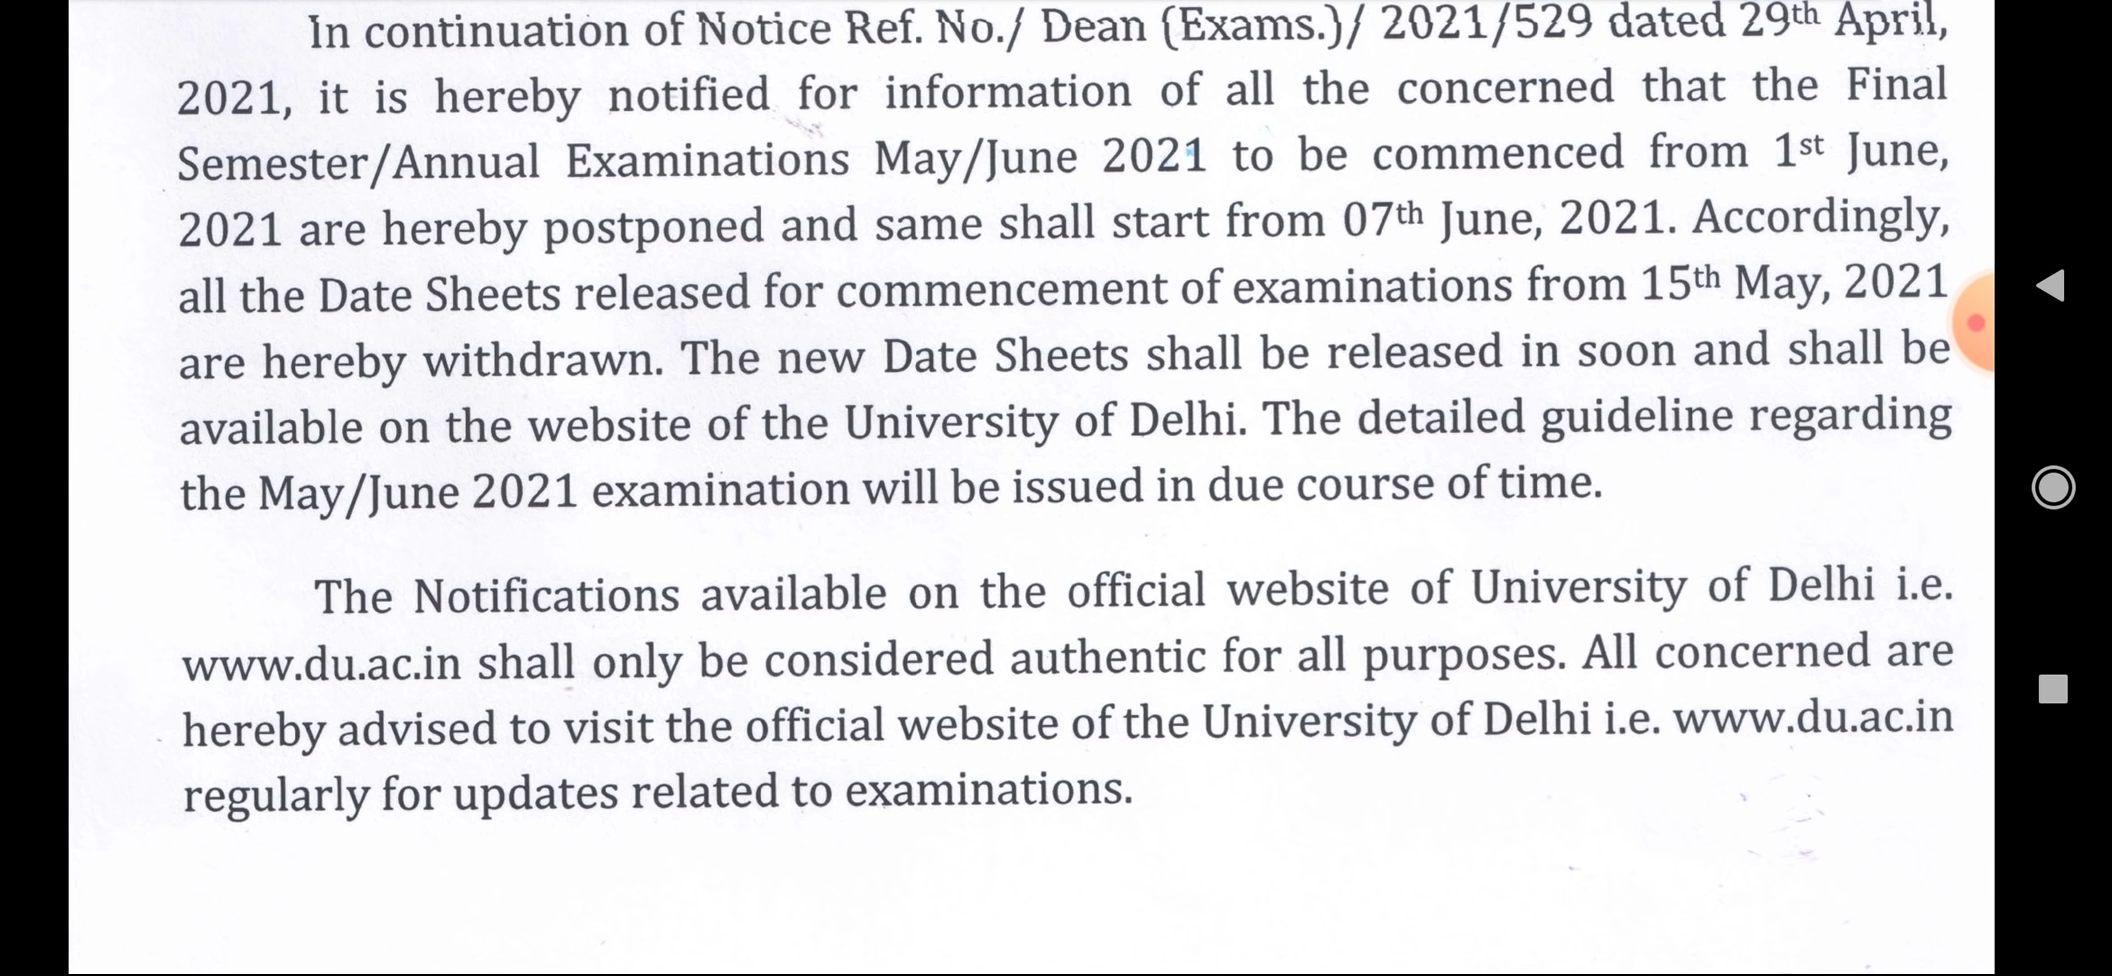 In continuation of Notice Ref. No./ Dean (Exams.)/ 2021/529 dated 29th April,
2021, it is hereby notified for information of all the concerned that the Final
Semester/Annual Examinations May/June 2021 to be commenced from 1st June,
2021 are hereby postponed and same shall start from 07th June, 2021. Accordingly,
all the Date Sheets released for commencement of examinations from 15th May, 2021
are hereby withdrawn. The new Date Sheets shall be released in soon and shall be
available on the website of the University of Delhi. The detailed guideline regarding
the May/June 2021 examination will be issued in due course of time.
The Notifications available on the official website of University of Delhi i.e.
www.du.ac.in shall only be considered authentic for all purposes. All concerned are
hereby advised to visit the official website of the University of Delhi i.e. www.du.ac.in
regularly for updates related to examinations.